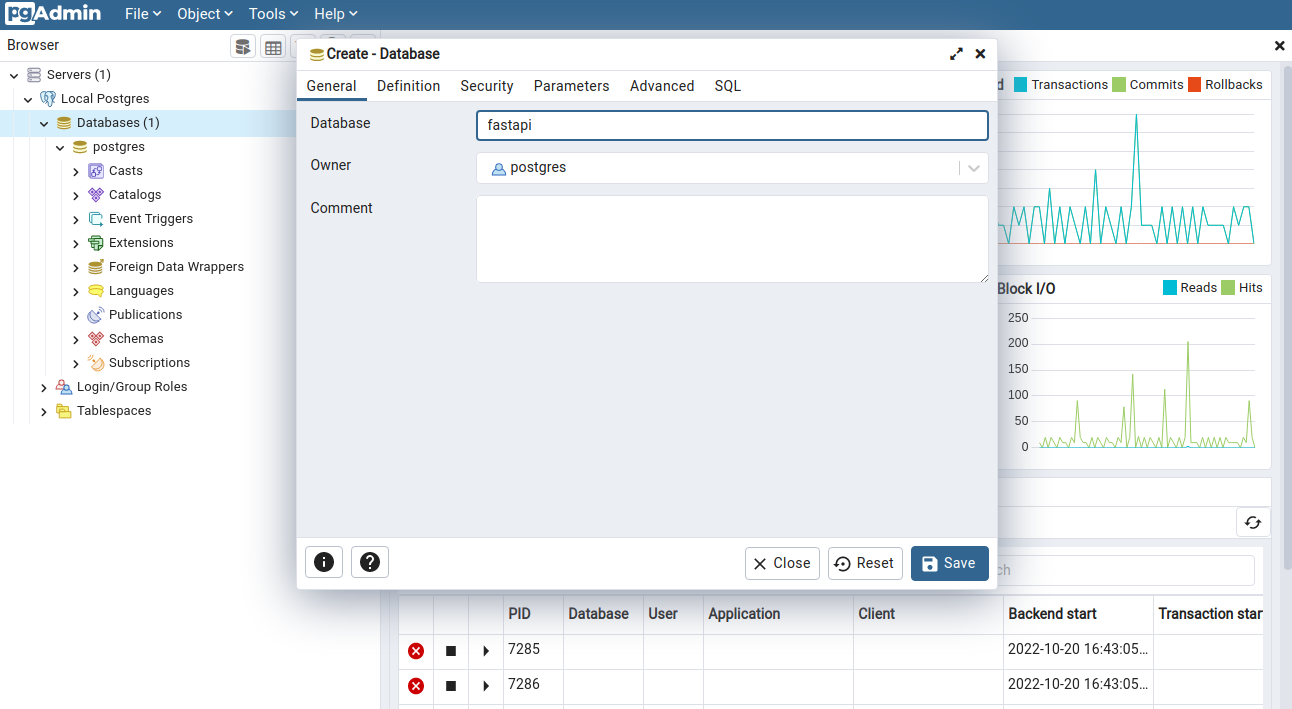 pgAdmin File Object Tools Help
Browser
Servers (1)
Local Postgres
Databases (1)
postgres
Casts
Catalogs
Event Triggers
Extensions
Foreign Data Wrappers
Languages
Publications
Schemas
Subscriptions
Login/Group Roles
Tablespaces
Create - Database
General Definition Security Parameters Advanced SQL
Database fastapi
Owner postgres
Comment
Close Reset Save
Transactions Commits Rollbacks
Block I/O Reads Hits
250
200
150
100
50
0
PID Database User Application Client Backend start Transaction star
7285 2022-10-20 16:43:05...
7286 2022-10-20 16:43:05...